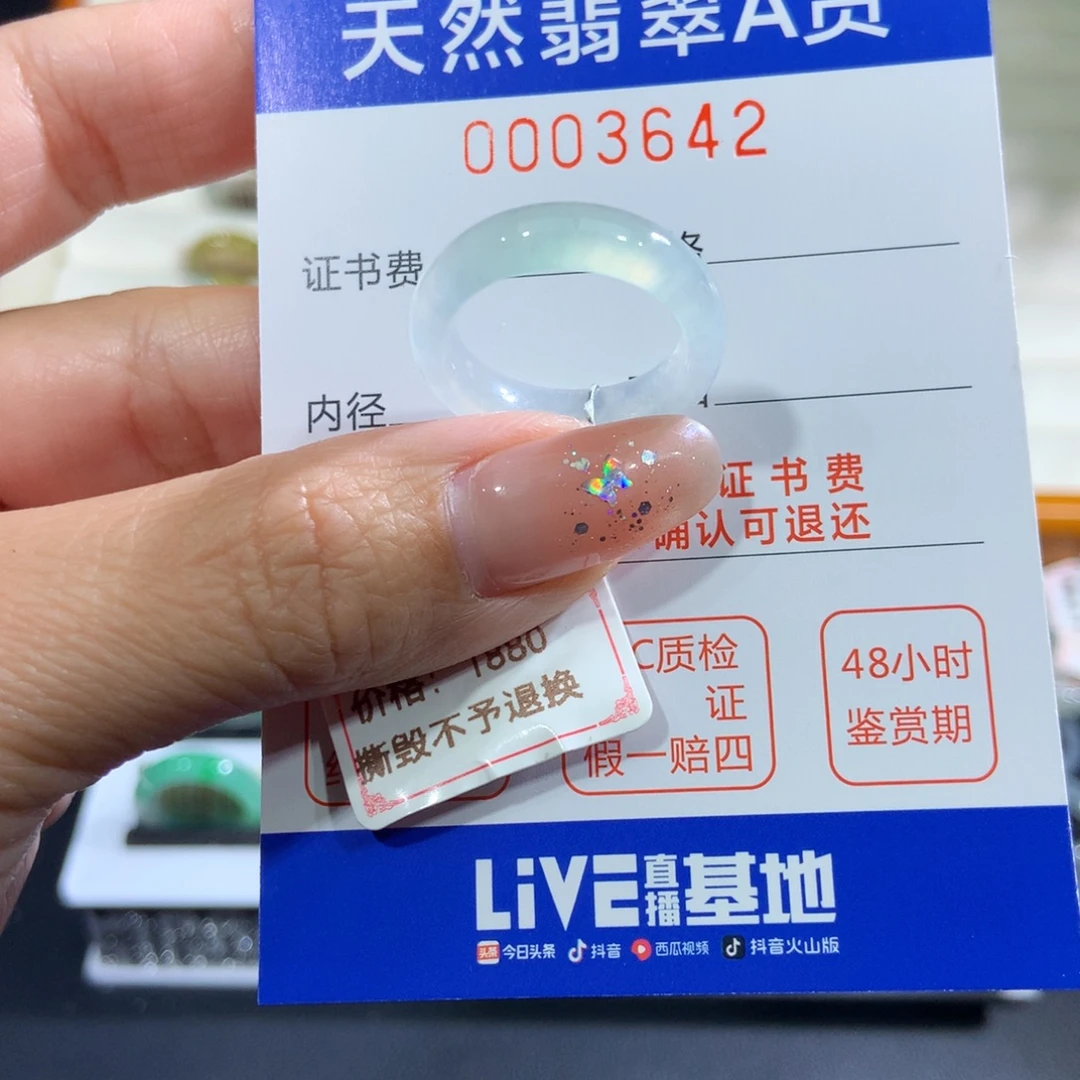 天然翡翠A货
0003642
证书费
格
内径
证书费
确认可退还
价格：1880
撕毁不予退换
C质检
证
假一赔四
48小时
鉴赏期
LiVE直播基地
头条 今日头条 抖音 西瓜视频 抖音火山版